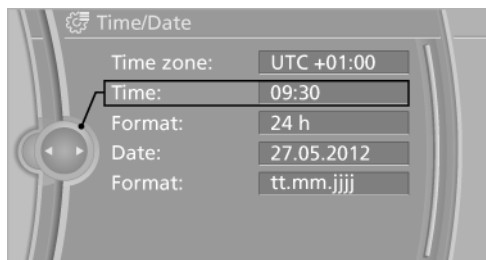 Time/Date
Time zone: UTC +01:00
Time: 09:30
Format: 24 h
Date: 27.05.2012
Format: tt.mm.jjjj